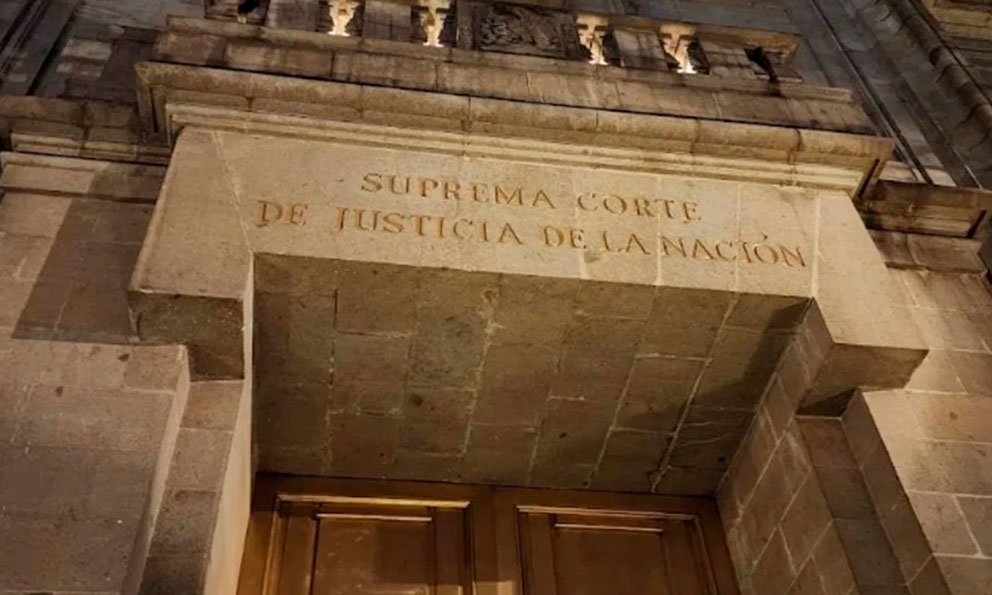 SUPREMA CORTE
DE JUSTICIA DE LA NACIÓN